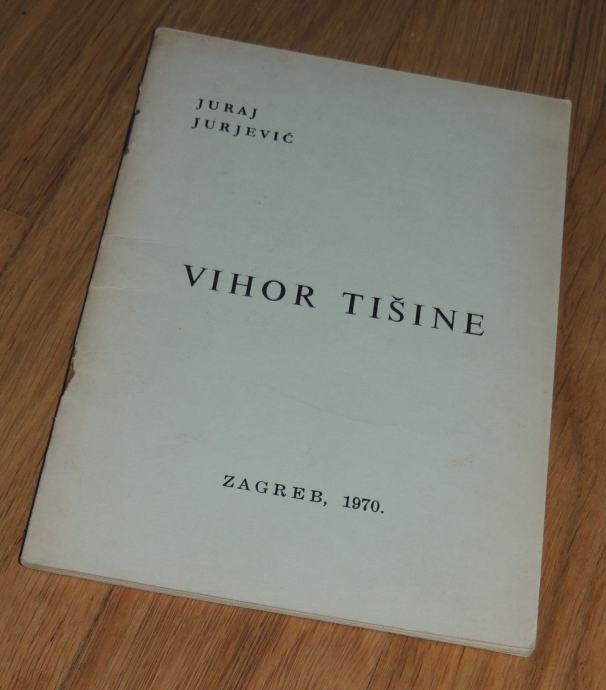 JURAJ
JURJEVIĆ
VIHOR TIŠINE
ZAGREB, 1970.